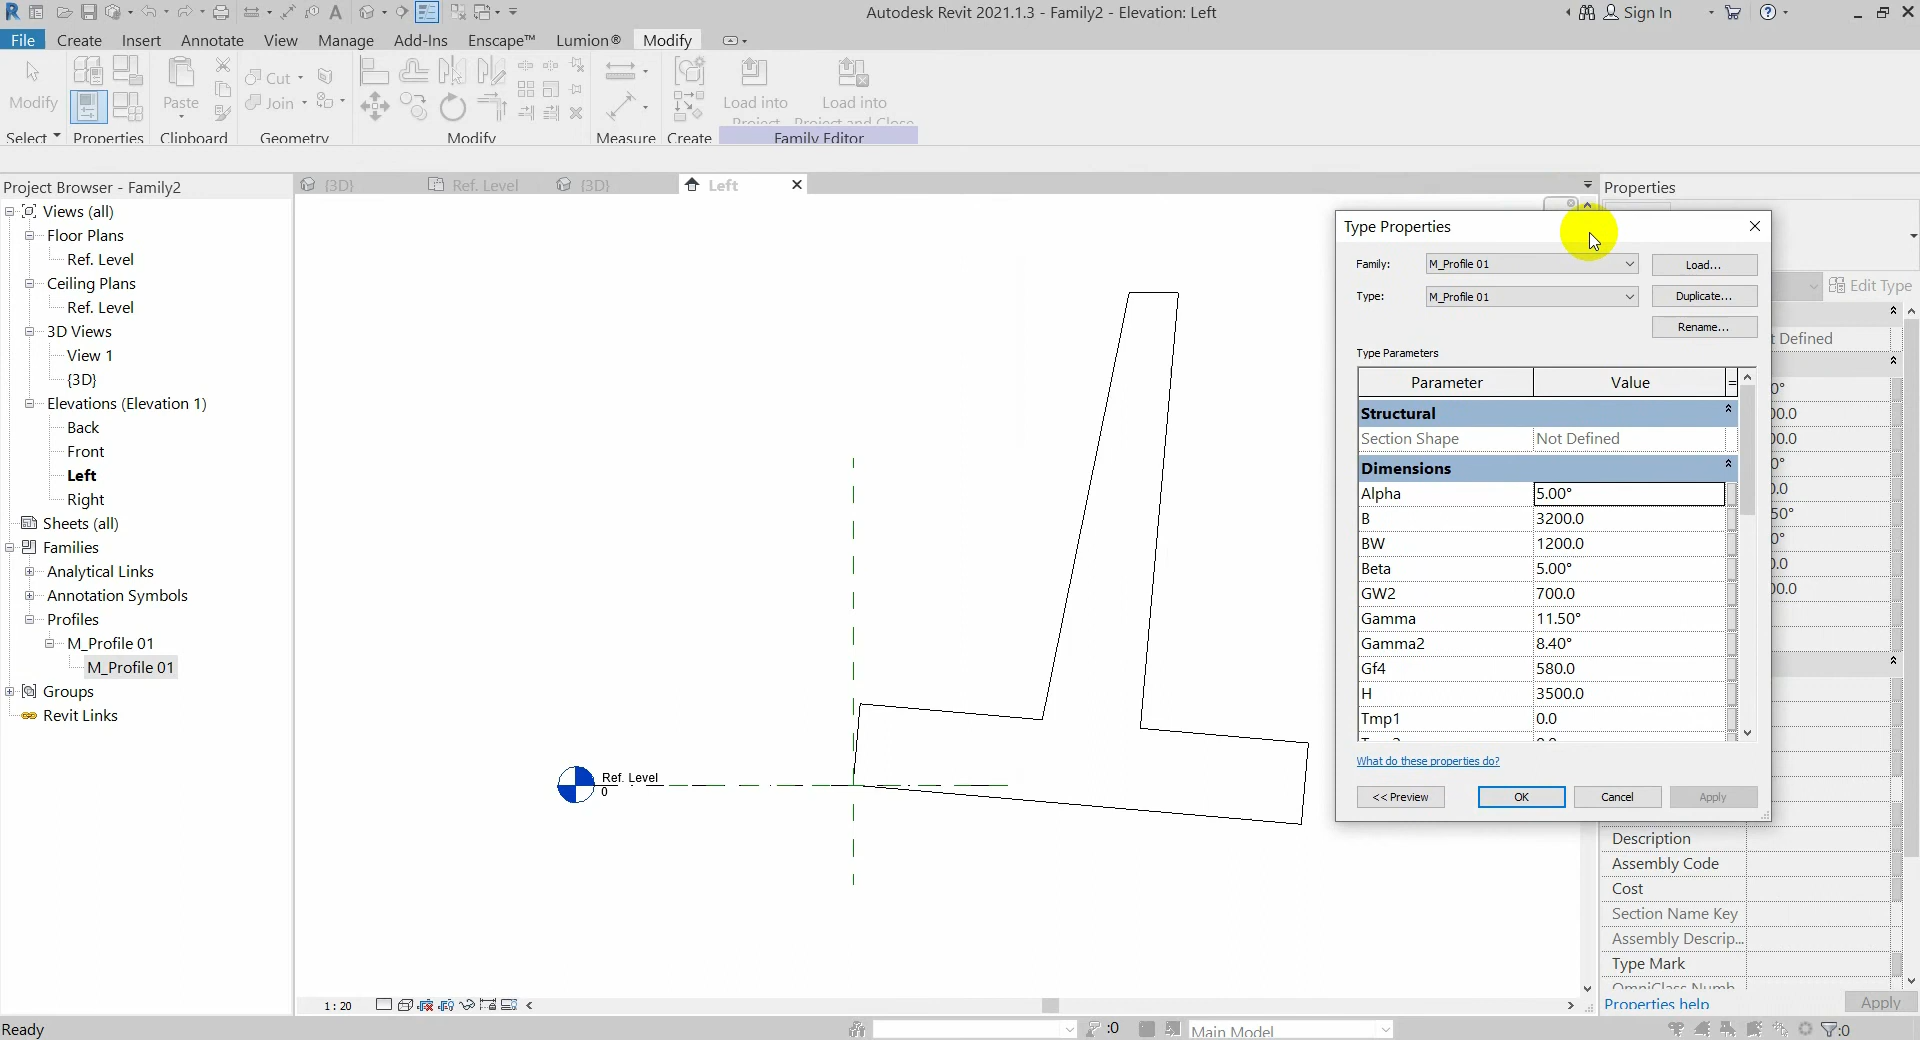 Autodesk Revit 2021.1.3 - Family2 - Elevation: Left
Sign In
File Create Insert Annotate View Manage Add-Ins Enscape™ Lumion® Modify
Modify Paste Cut Join Load into Project Load into Project and Close
Select Properties Clipboard Geometry Modify Measure Create Family Editor
Project Browser - Family2
Views (all)
Floor Plans
Ref. Level
Ceiling Plans
Ref. Level
3D Views
View 1
{3D}
Elevations (Elevation 1)
Back
Front
Left
Right
Sheets (all)
Families
Analytical Links
Annotation Symbols
Profiles
M_Profile 01
M_Profile 01
Groups
Revit Links
{3D} Ref. Level {3D} Left
Ref. Level
0
Type Properties
Family: M_Profile 01 Load...
Type: M_Profile 01 Duplicate...
Rename...
Type Parameters
Parameter Value =
Structural
Section Shape Not Defined
Dimensions
Alpha 5.00°
B 3200.0
BW 1200.0
Beta 5.00°
GW2 700.0
Gamma 11.50°
Gamma2 8.40°
Gf4 580.0
H 3500.0
Tmp1 0.0
What do these properties do?
<< Preview OK Cancel Apply
Properties
Edit Type
t Defined
Description
Assembly Code
Cost
Section Name Key
Assembly Descrip...
Type Mark
OmniClass Numb
Properties help Apply
1 : 20
Ready :0 Main Model :0